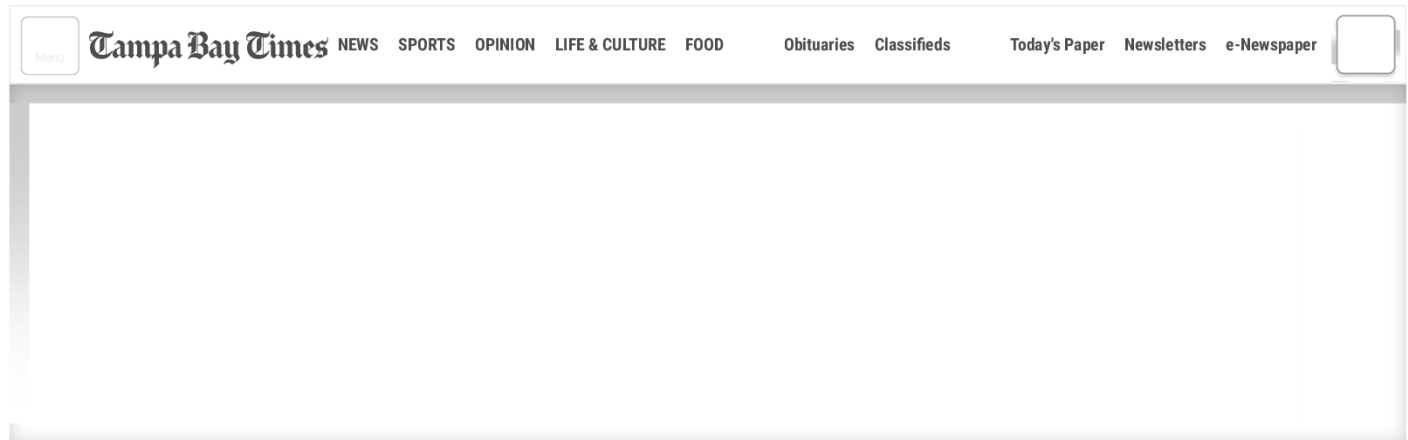 Menu
Tampa Bay Times NEWS SPORTS OPINION LIFE & CULTURE FOOD Obituaries Classifieds Today's Paper Newsletters e-Newspaper